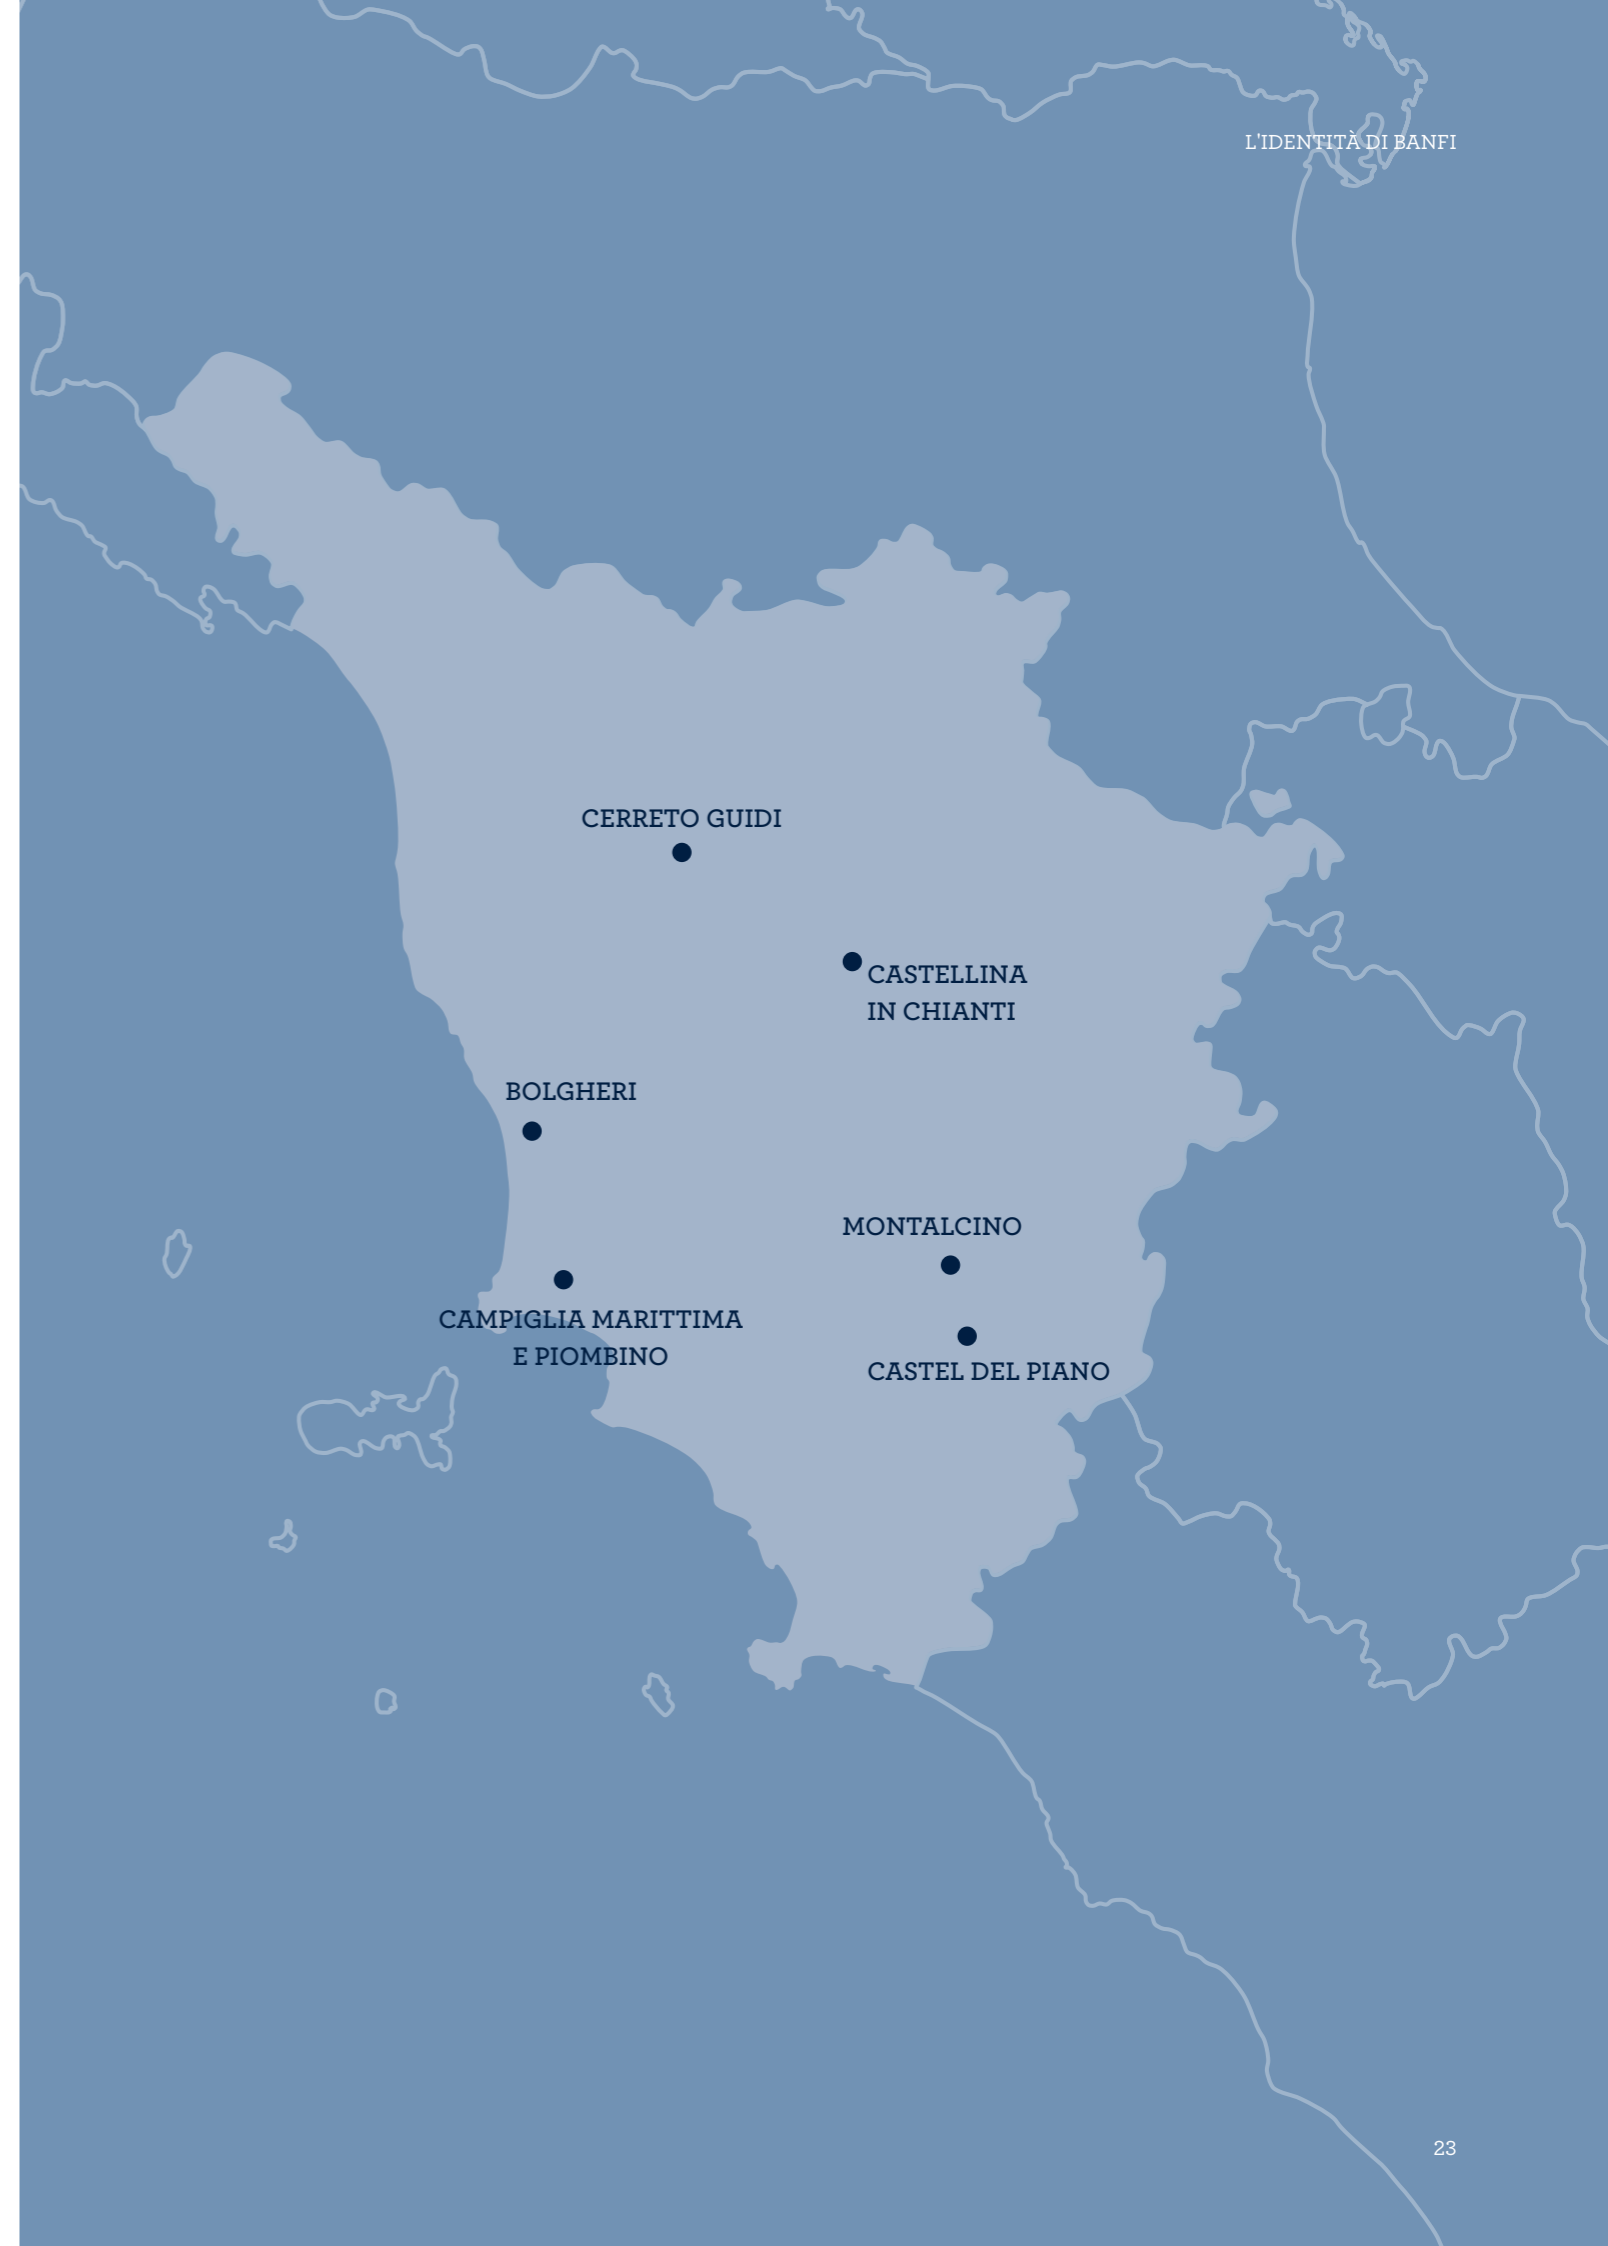 L'IDENTITÀ DI BANFI
CERRETO GUIDI
CASTELLINA
IN CHIANTI
BOLGHERI
MONTALCINO
CAMPIGLIA MARITTIMA
E PIOMBINO
CASTEL DEL PIANO
23